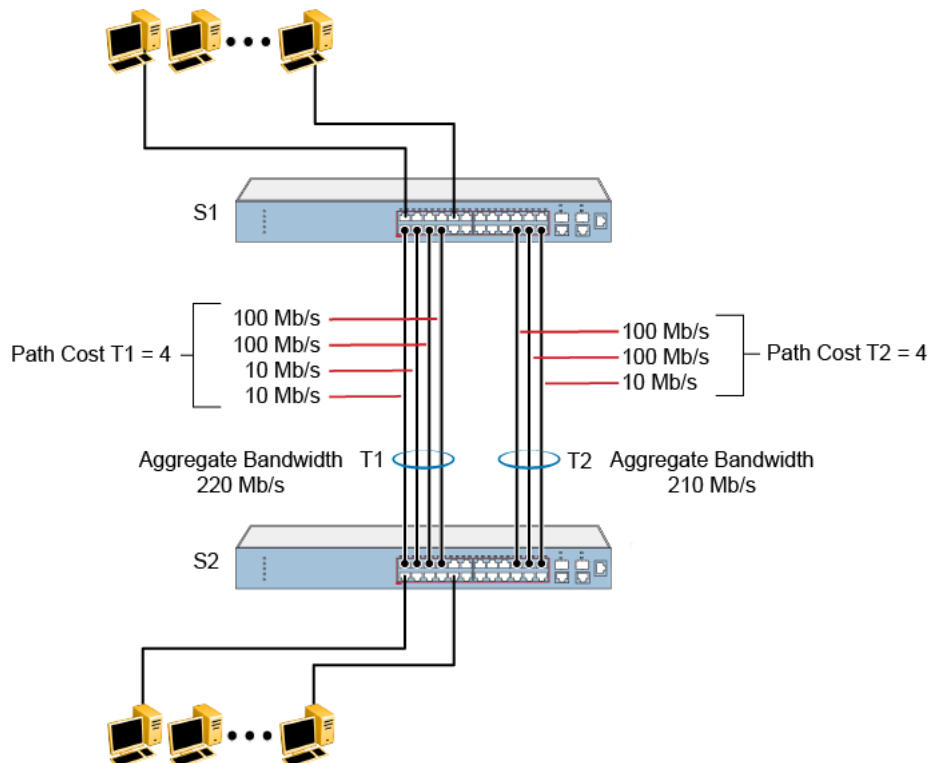 S1
100 Mb/s
100 Mb/s
10 Mb/s
10 Mb/s
Path Cost T1 = 4
100 Mb/s
100 Mb/s
10 Mb/s
Path Cost T2 = 4
Aggregate Bandwidth
220 Mb/s
T1
T2
Aggregate Bandwidth
210 Mb/s
S2